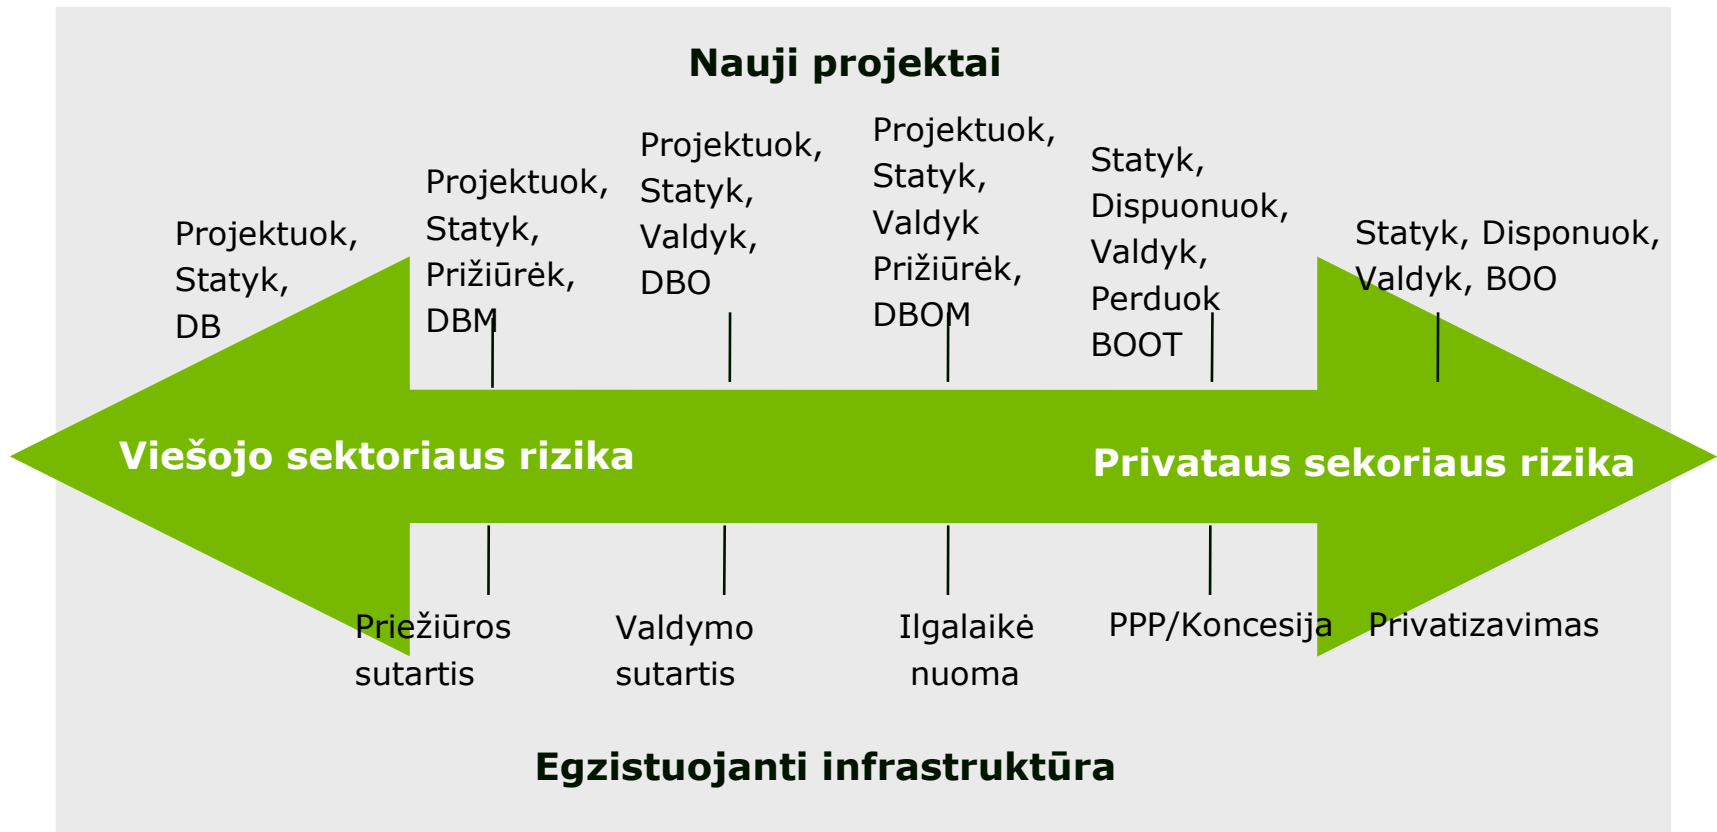 Nauji projektai
Projektuok,
Statyk,
DB
Projektuok,
Statyk,
Prižiūrėk,
DBM
Projektuok,
Statyk,
Valdyk,
DBO
Projektuok,
Statyk,
Valdyk
Prižiūrėk,
DBOM
Statyk,
Dispuonuok,
Valdyk,
Perduok
BOOT
Statyk, Disponuok,
Valdyk, BOO
Viešojo sektoriaus rizika
Privataus sekoriaus rizika
Priežiūros
sutartis
Valdymo
sutartis
Ilgalaikė
nuoma
PPP/Koncesija
Privatizavimas
Egzistuojanti infrastruktūra